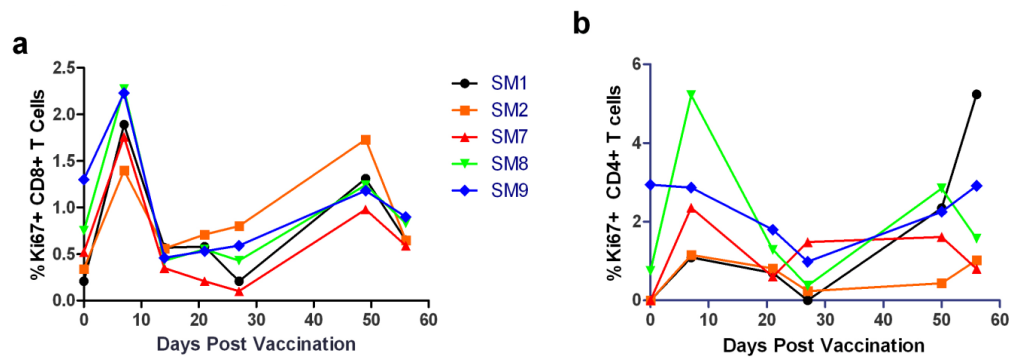 a
%KI67+ CD8+ T Cells
2.5
2.0
1.5
1.0
0.5
0.0
0 10 20 30 40 50 60
Days Post Vaccination
SM1
SM2
SM7
SM8
SM9
b
%KI67+ CD4+ T cells
6
4
2
0
0 10 20 30 40 50 60
Days Post Vaccination